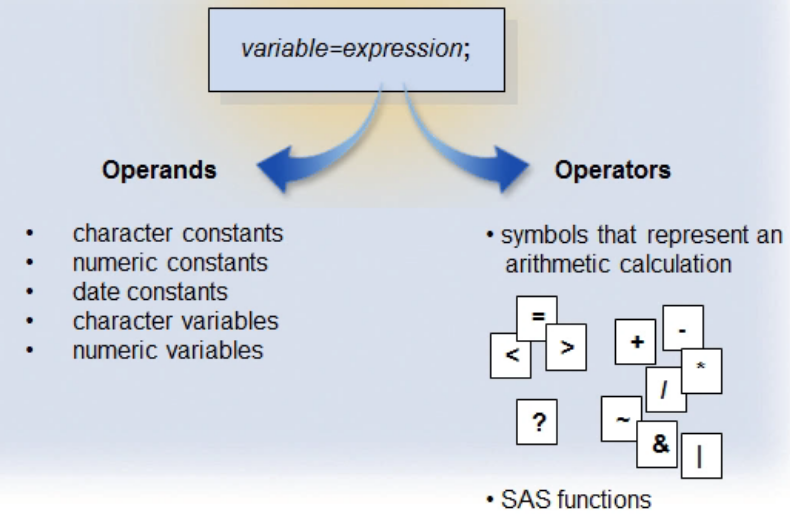 variable=expression;
Operands
• character constants
• numeric constants
• date constants
• character variables
• numeric variables
Operators
• symbols that represent an
arithmetic calculation
=
<
>
+
-
*
/
?
~
&
|
• SAS functions